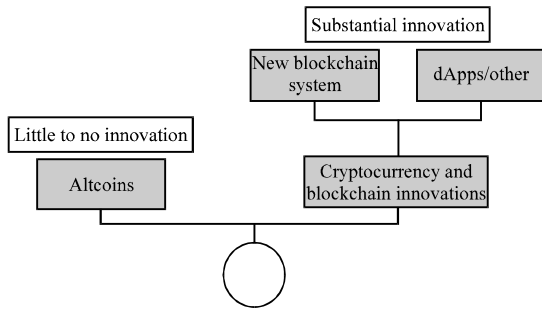 Substantial innovation
New blockchain
system
dApps/other
Little to no innovation
Altcoins
Cryptocurrency and
blockchain innovations